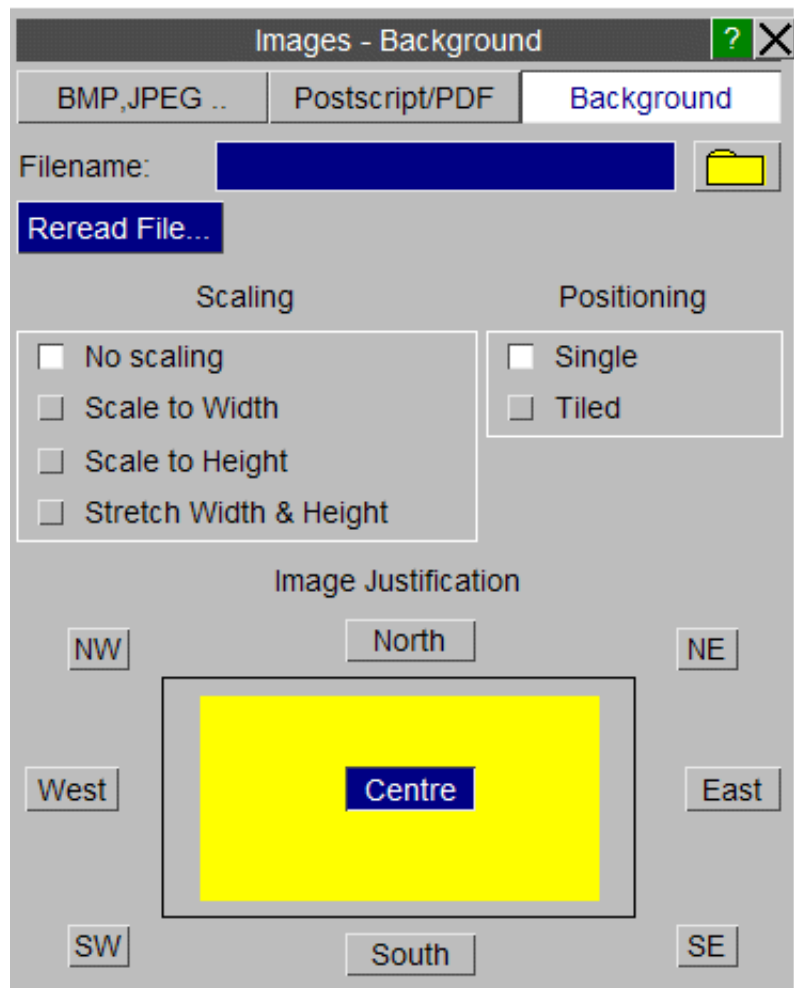 Images - Background ?
BMP,JPEG .. Postscript/PDF Background
Filename:
Reread File...
Scaling Positioning
No scaling Single
Scale to Width Tiled
Scale to Height
Stretch Width & Height
Image Justification
NW North NE
West Centre East
SW South SE